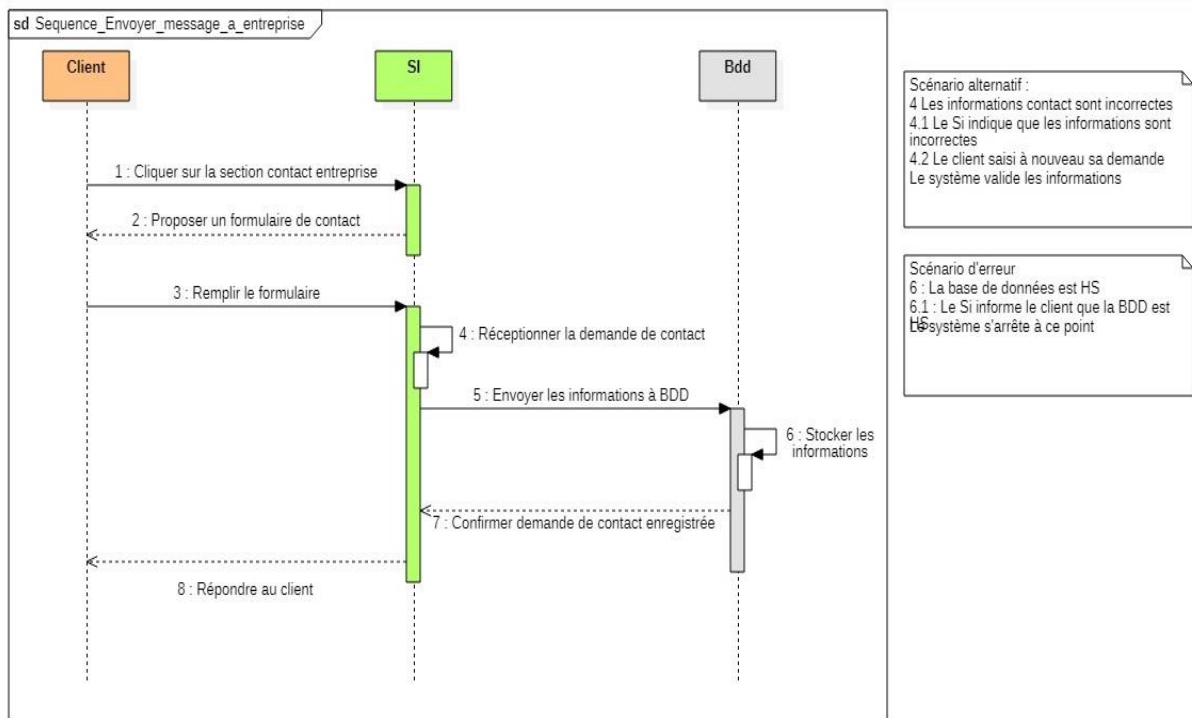 sd Sequence_Envoyer_message_a_entreprise
Client
SI
Bdd
1 : Cliquer sur la section contact entreprise
2 : Proposer un formulaire de contact
3 : Remplir le formulaire
4 : Réceptionner la demande de contact
5 : Envoyer les informations à BDD
6 : Stocker les
informations
7 : Confirmer demande de contact enregistrée
8 : Répondre au client
Scénario alternatif :
4 Les informations contact sont incorrectes
4.1 Le Si indique que les informations sont
incorrectes
4.2 Le client saisi à nouveau sa demande
Le système valide les informations
Scénario d'erreur
6 : La base de données est HS
6.1 : Le Si informe le client que la BDD est
HS
Le système s'arrête à ce point